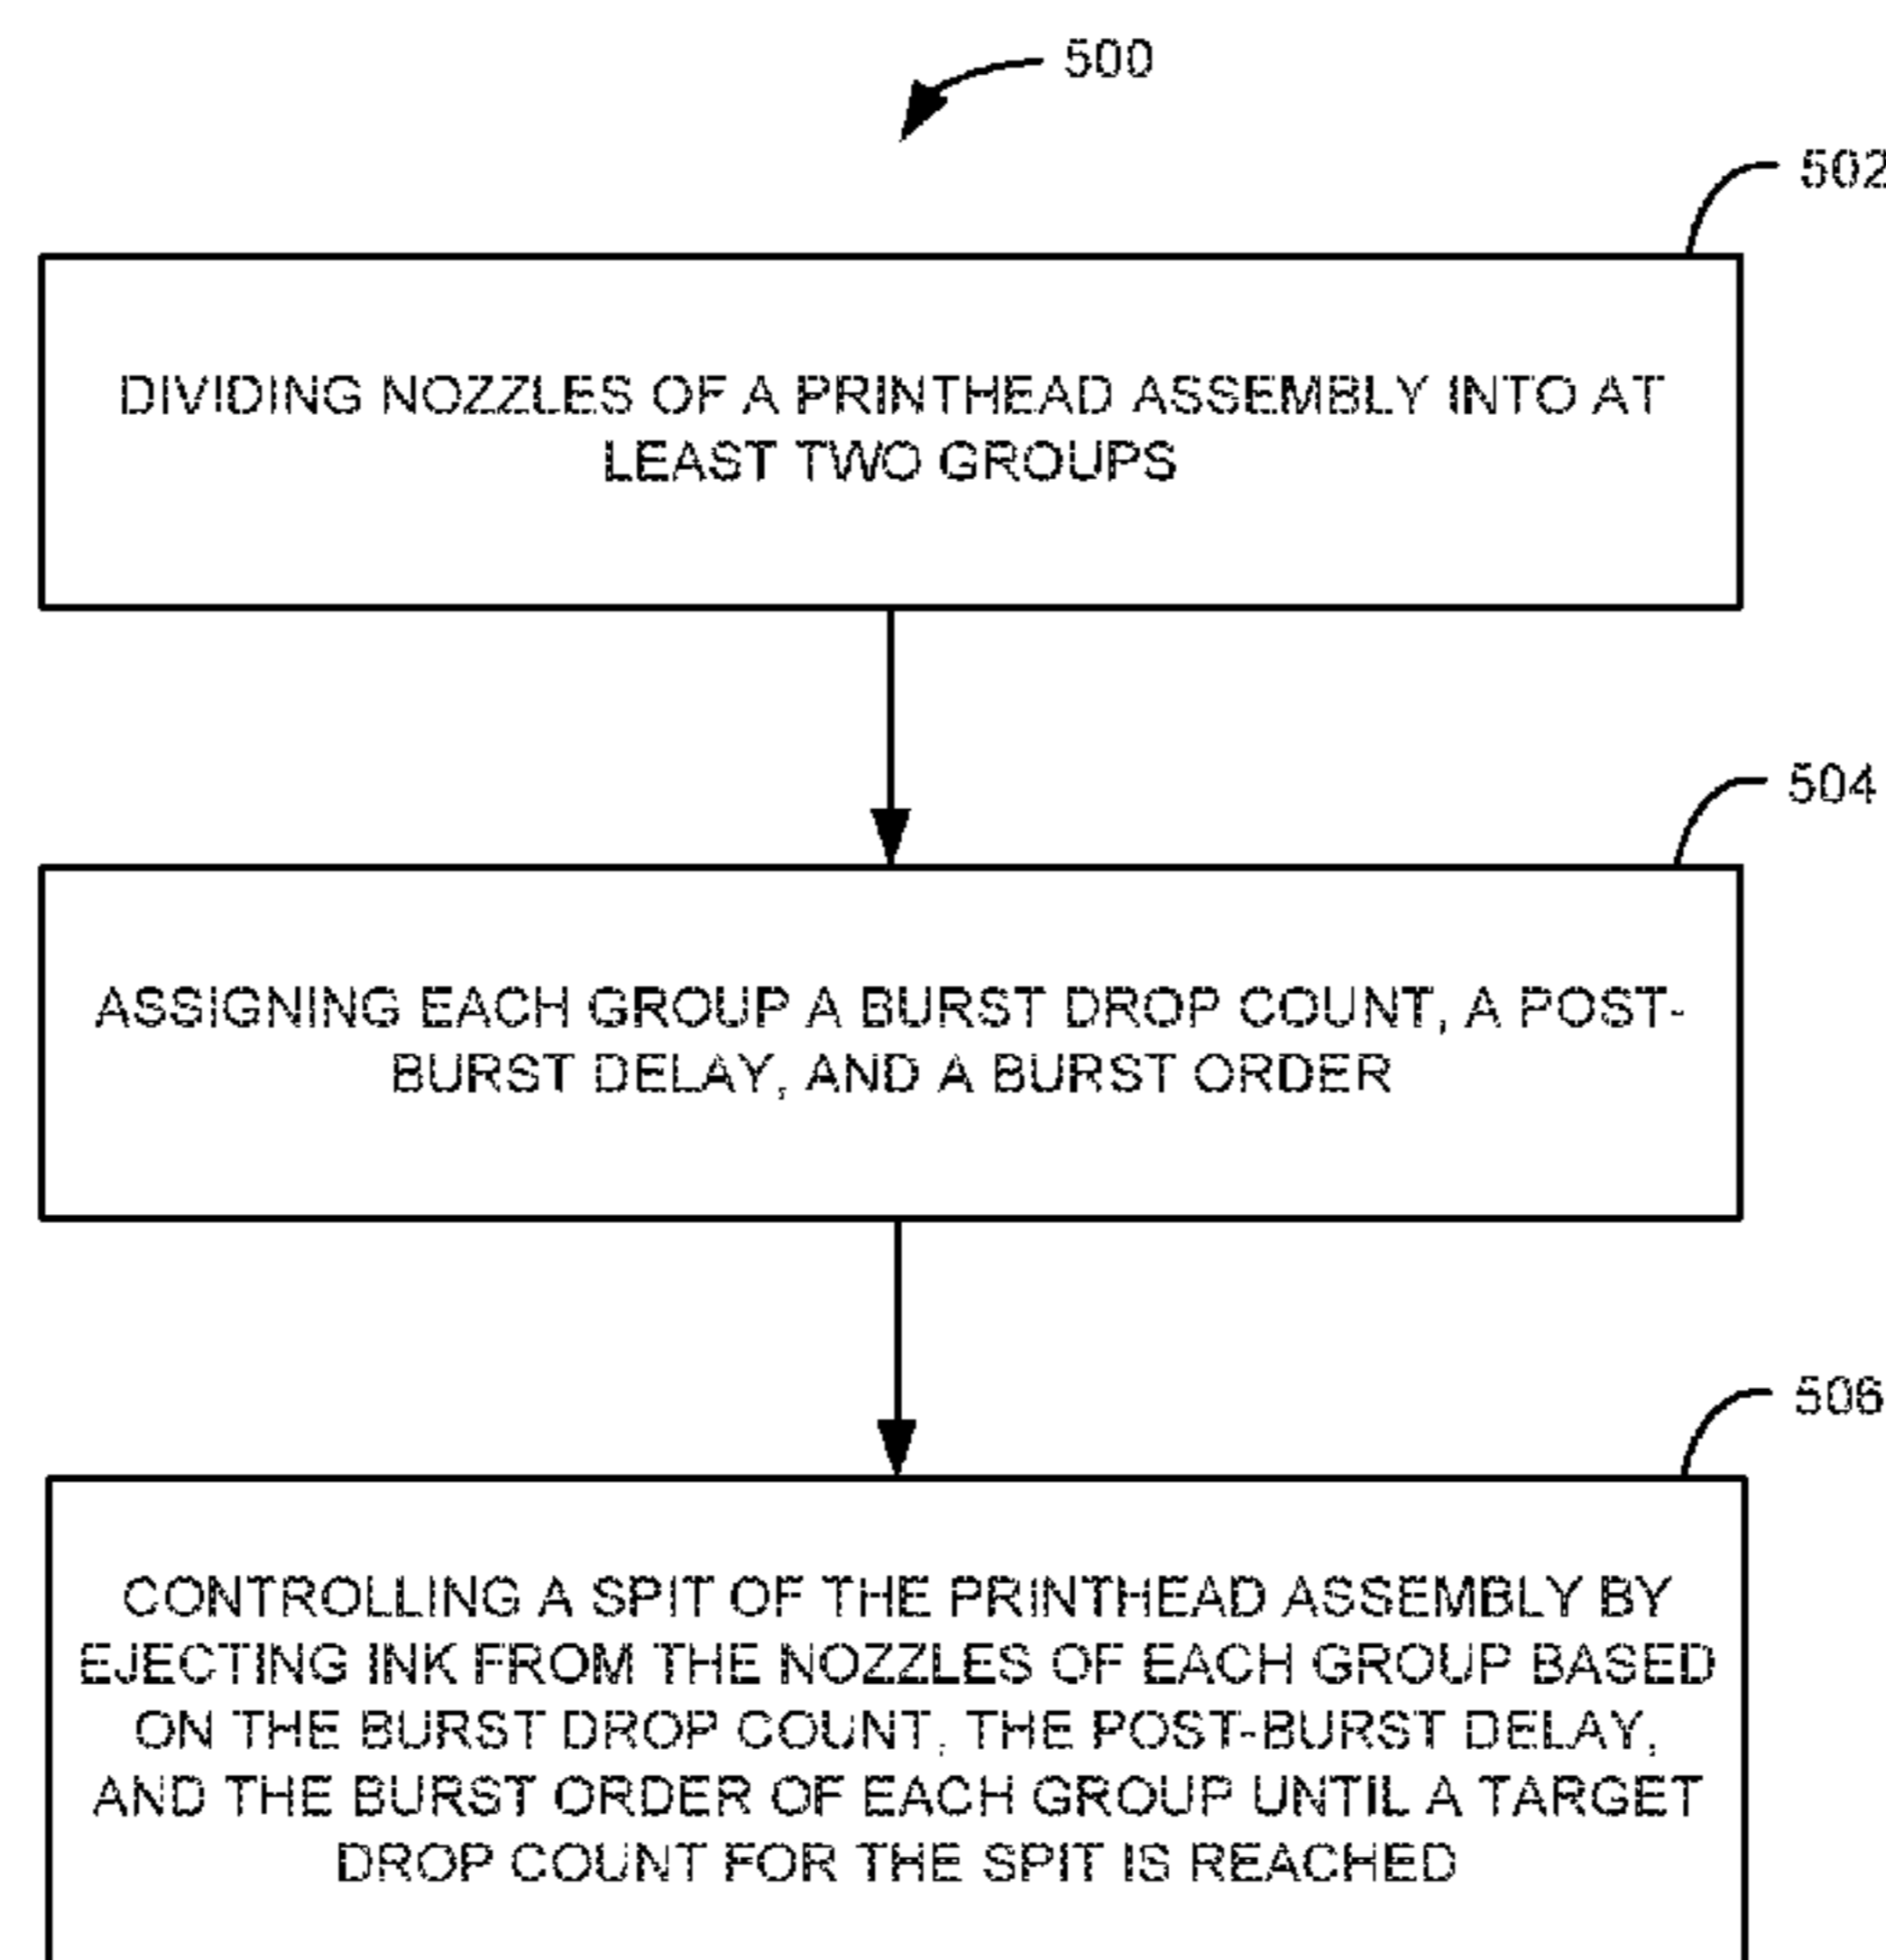 500
502
DIVIDING NOZZLES OF A PRINTHEAD ASSEMBLY INTO AT
LEAST TWO GROUPS
504
ASSIGNING EACH GROUP A BURST DROP COUNT, A POST-
BURST DELAY, AND A BURST ORDER
506
CONTROLLING A SPIT OF THE PRINTHEAD ASSEMBLY BY
EJECTING INK FROM THE NOZZLES OF EACH GROUP BASED
ON THE BURST DROP COUNT, THE POST-BURST DELAY,
AND THE BURST ORDER OF EACH GROUP UNTIL A TARGET
DROP COUNT FOR THE SPIT IS REACHED